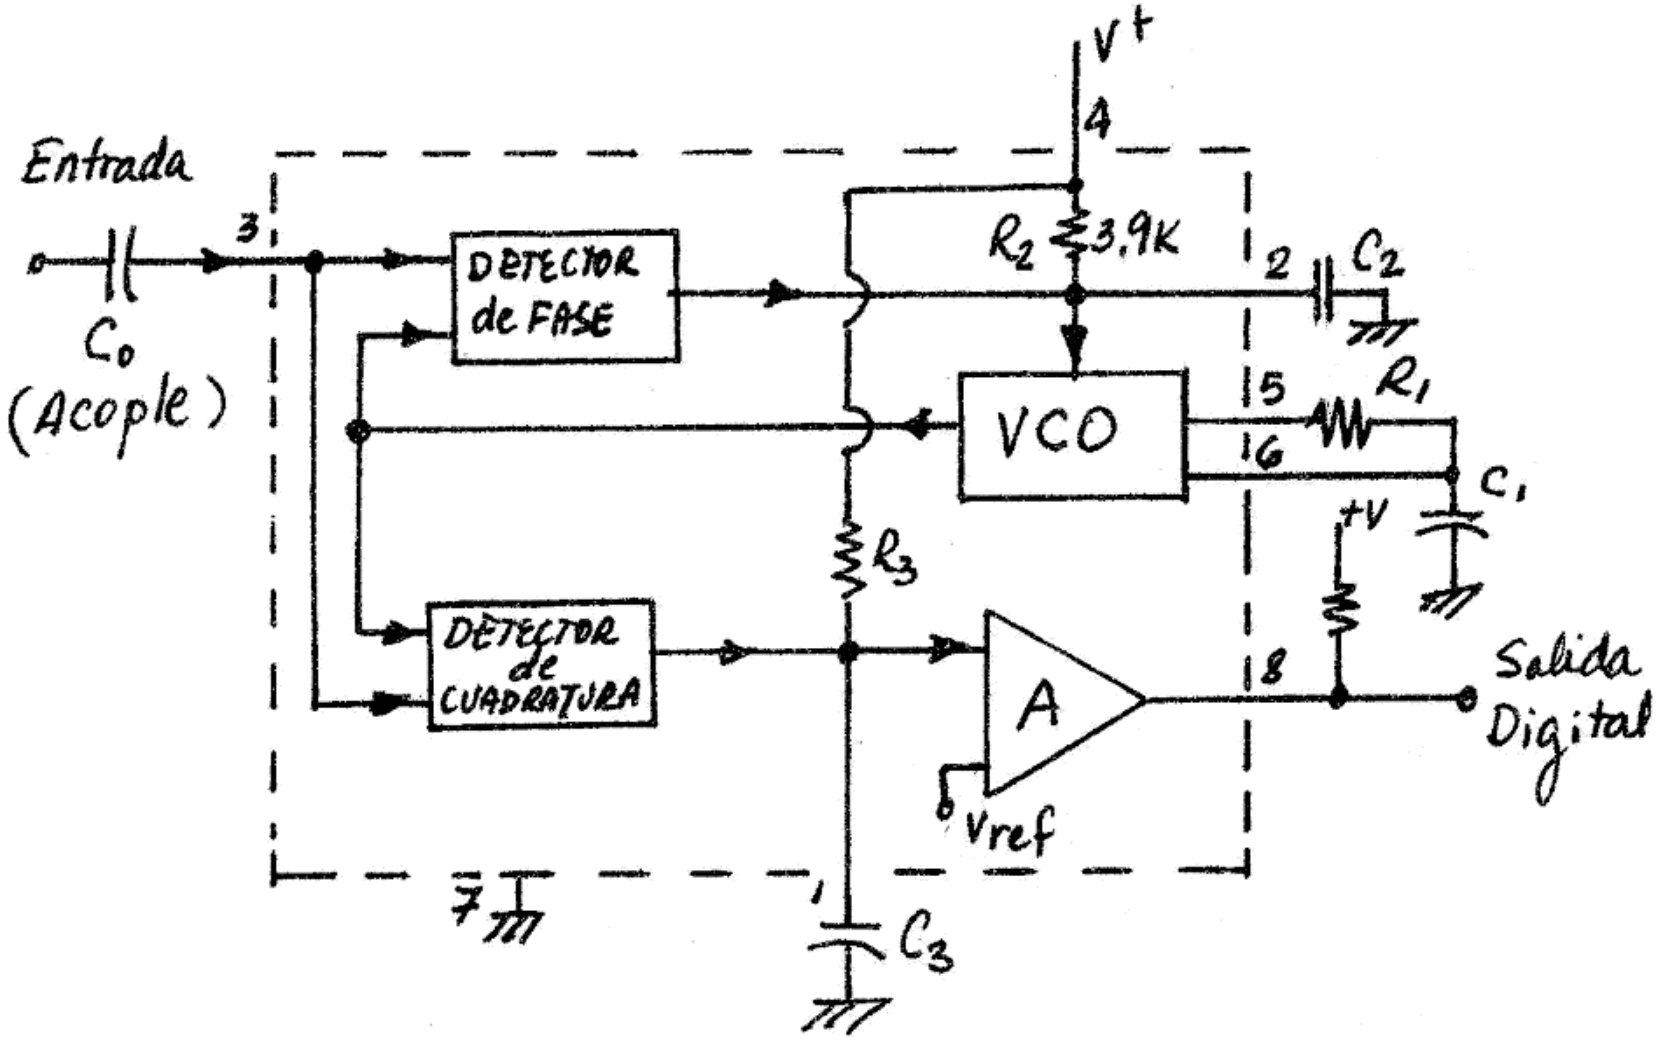 V+
4
Entrada
3
C0
(Acople)
DETECTOR
de FASE
R2
3.9K
2
C2
VCO
5
R1
6
C1
+V
R3
DETECTOR
de
CUADRATURA
A
Vref
8
Salida
Digital
7
1
C3